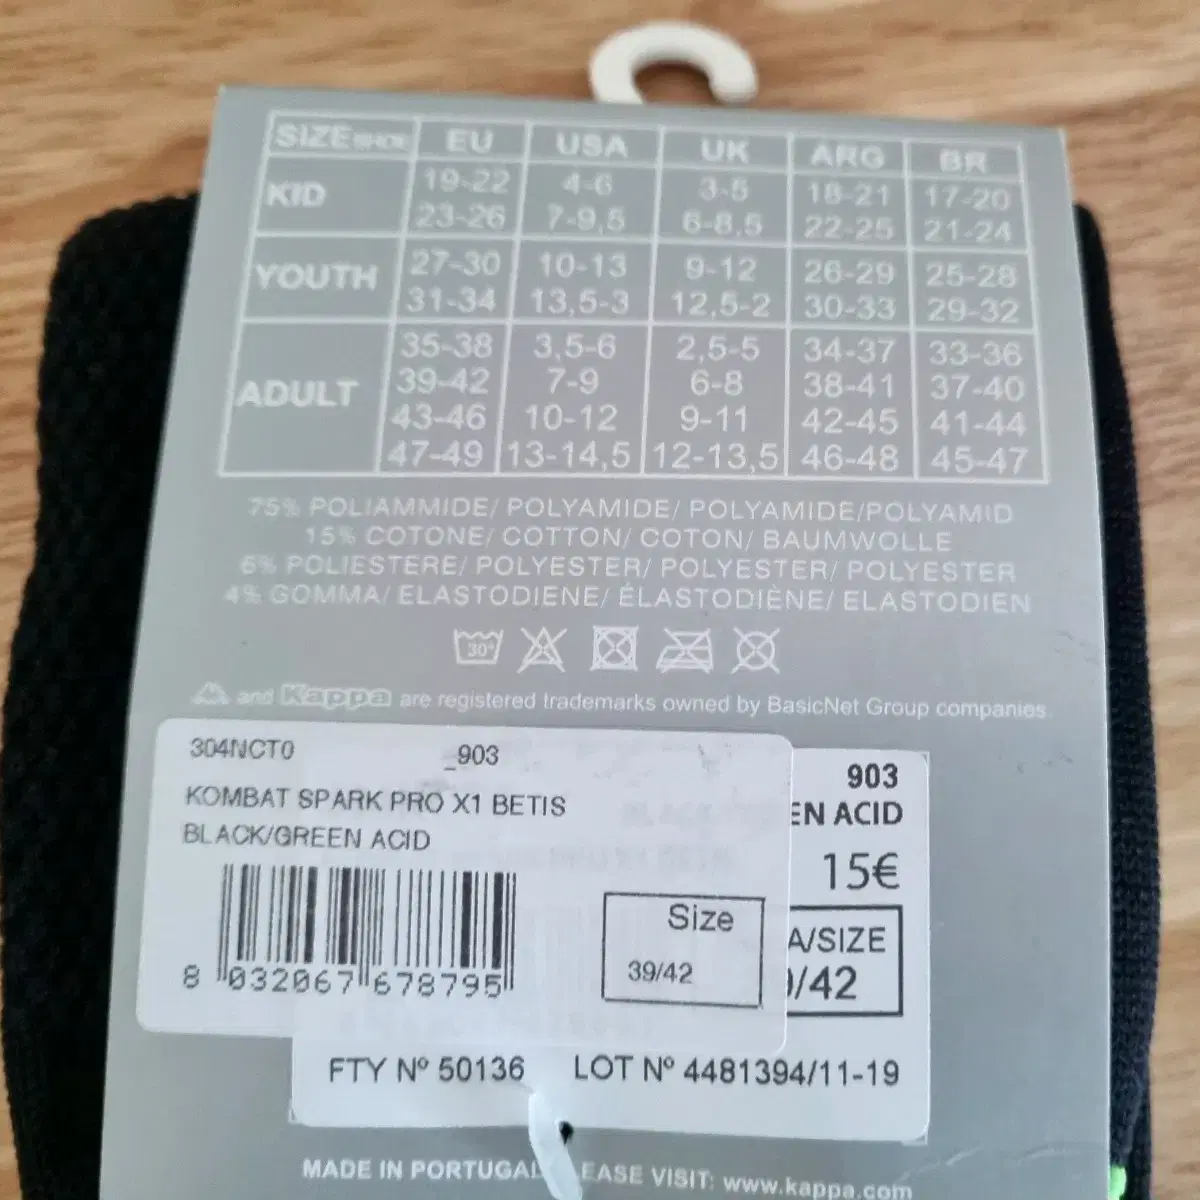 SIZE SHOE EU USA UK ARG BR
KID 19-22 4-6 3-5 18-21 17-20
23-26 7-9,5 6-8,5 22-25 21-24
YOUTH 27-30 10-13 9-12 26-29 25-28
31-34 13,5-3 12,5-2 30-33 29-32
ADULT 35-38 3,5-6 2,5-5 34-37 33-36
39-42 7-9 6-8 38-41 37-40
43-46 10-12 9-11 42-45 41-44
47-49 13-14,5 12-13,5 46-48 45-47
75% POLIAMMIDE/ POLYAMIDE/ POLYAMIDE/POLYAMID
15% COTONE/ COTTON/ COTON/ BAUMWOLLE
6% POLIESTERE/ POLYESTER/ POLYESTER/ POLYESTER
4% GOMMA/ ELASTODIENE/ ÉLASTODIÈNE/ ELASTODIEN
30°
and Kappa are registered trademarks owned by BasicNet Group companies.
304NCT0 _903
KOMBAT SPARK PRO X1 BETIS
BLACK/GREEN ACID
Size
39/42
8 032067 678795
903
EN ACID
15€
A/SIZE
/42
FTY Nº 50136 LOT Nº 4481394/11-19
MADE IN PORTUGAL EASE VISIT: www.kappa.com